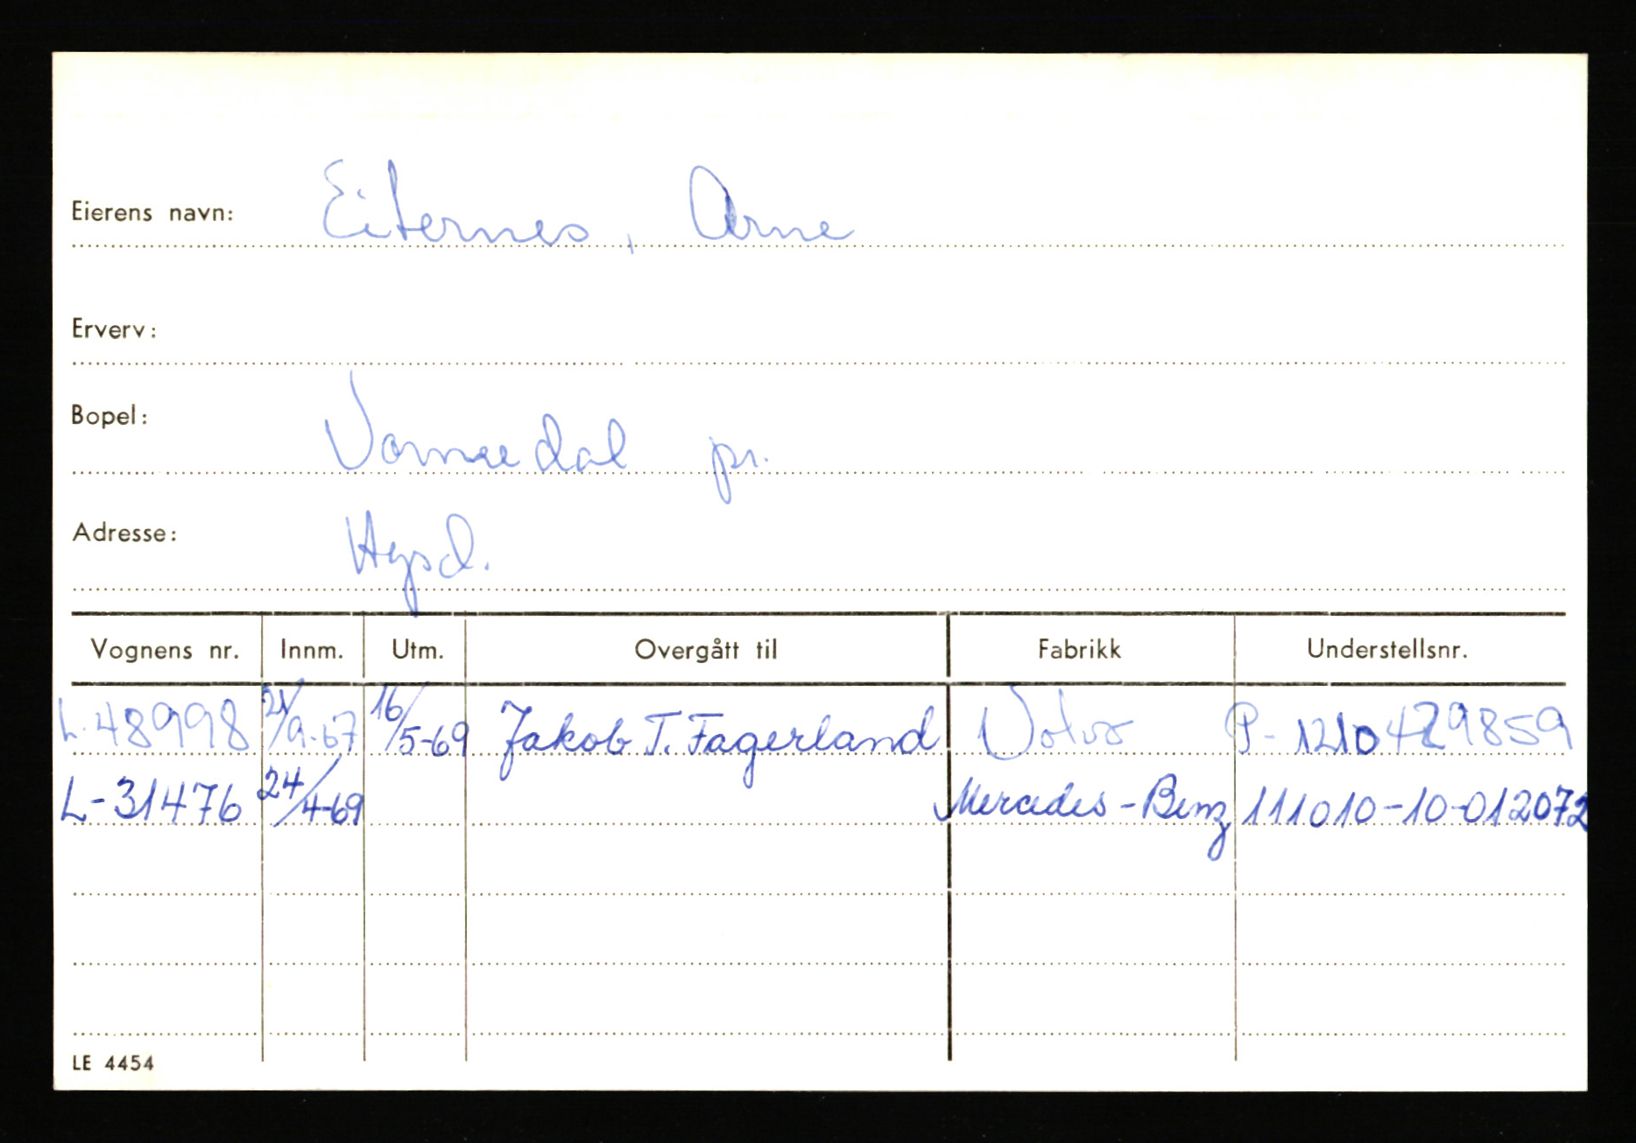 Eierens navn: Eiternes, Arne
Erverv:
Bopel: Vormedal pr.
Adresse: Hgsd.
Vognens nr. Innm. Utm. Overgått til Fabrikk Understellsnr.
L-48998 21/9-67 16/5-69 Jakob T. Fagerland Volvo P-1210429859
L-31476 24/4-69 Mercedes-Benz 111010-10-012072
LE 4454